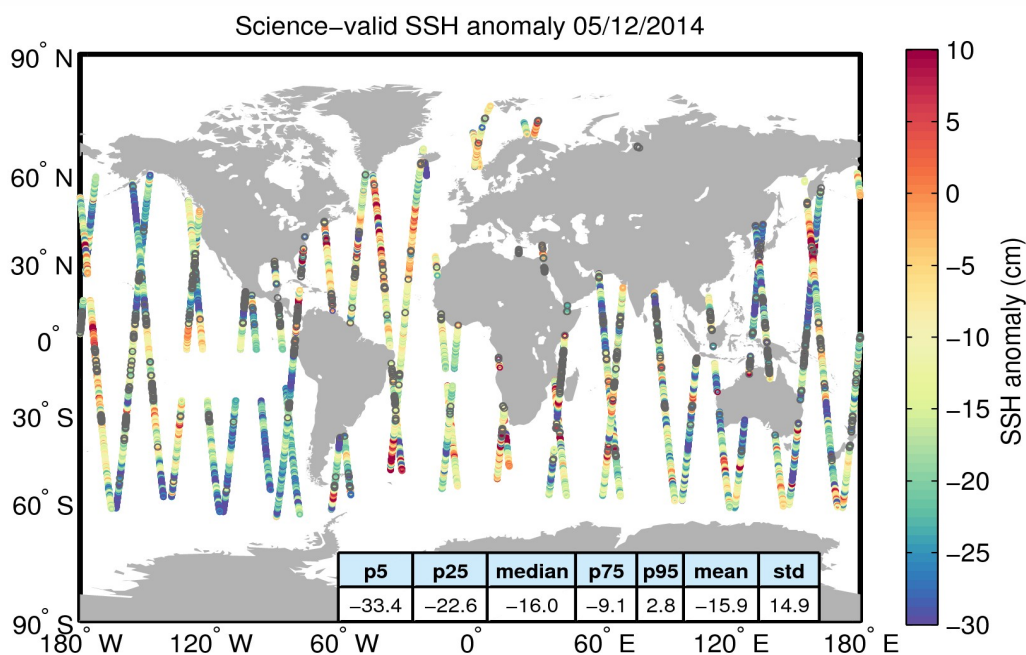 Science−valid SSH anomaly 05/12/2014
90° N
60° N
30° N
0°
30° S
60° S
90° S
180° W
120° W
60° W
0°
60° E
120° E
180° E
p5 p25 median p75 p95 mean std
−33.4 −22.6 −16.0 −9.1 2.8 −15.9 14.9
10
5
0
−5
−10
−15
−20
−25
−30
SSH anomaly (cm)